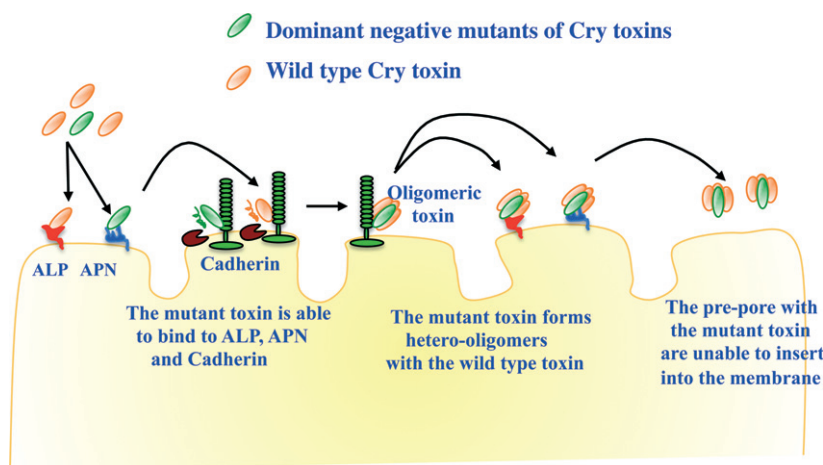 Dominant negative mutants of Cry toxins
Wild type Cry toxin
Oligomeric
toxin
ALP APN
Cadherin
The mutant toxin is able
to bind to ALP, APN
and Cadherin
The mutant toxin forms
hetero-oligomers
with the wild type toxin
The pre-pore with
the mutant toxin
are unable to insert
into the membrane